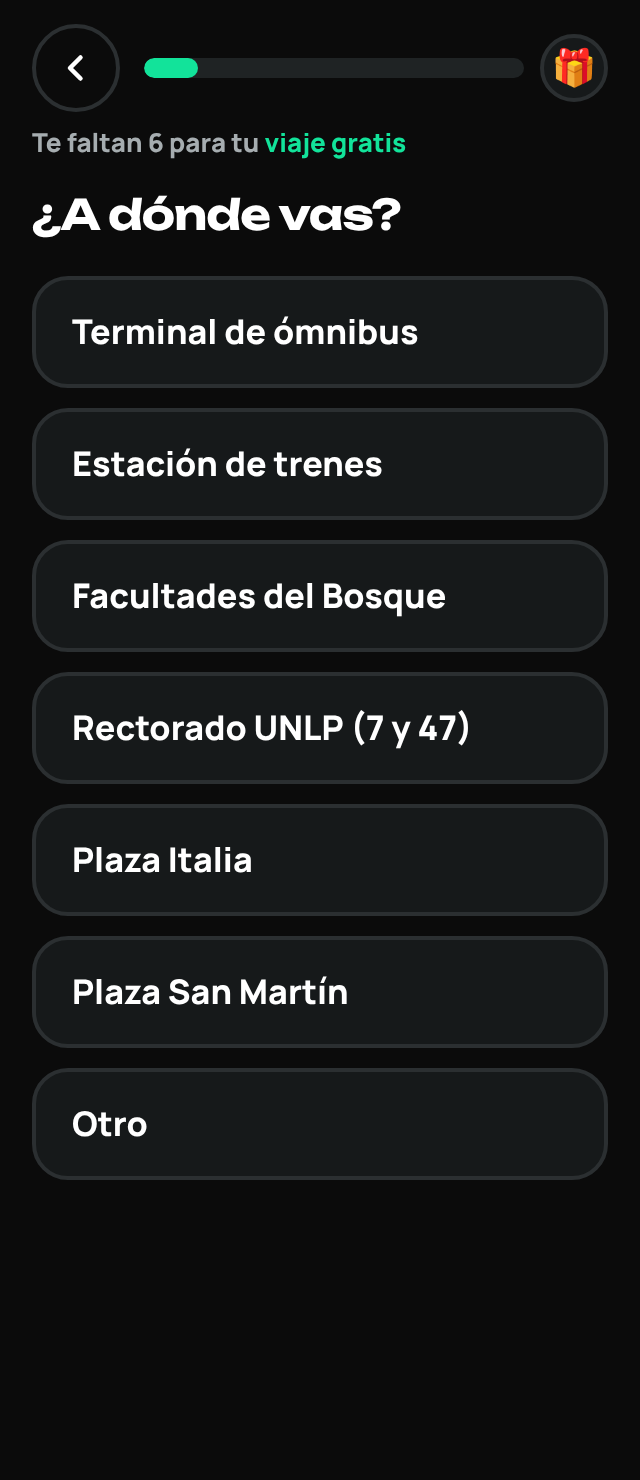 Te faltan 6 para tu viaje gratis
¿A dónde vas?
Terminal de ómnibus
Estación de trenes
Facultades del Bosque
Rectorado UNLP (7 y 47)
Plaza Italia
Plaza San Martín
Otro